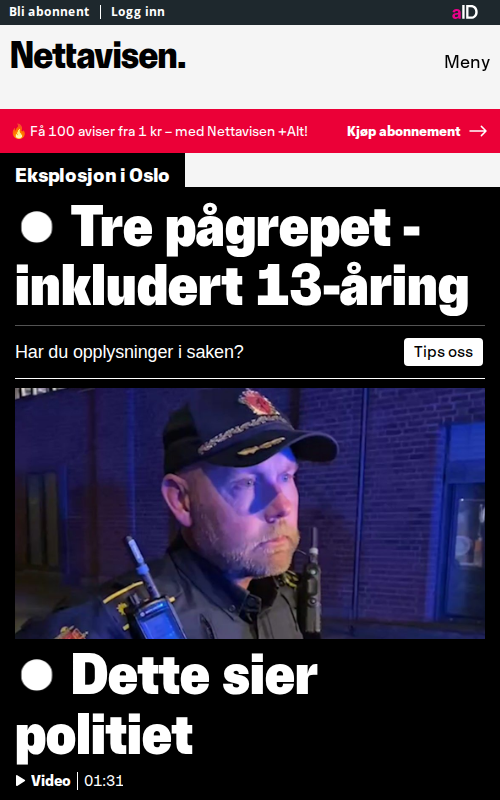 Bli abonnent | Logg inn
aID
Nettavisen.
Meny
🔥 Få 100 aviser fra 1 kr – med Nettavisen +Alt!
Kjøp abonnement →
Eksplosjon i Oslo
Tre pågrepet -
inkludert 13-åring
Har du opplysninger i saken?
Tips oss
Dette sier
politiet
Video | 01:31